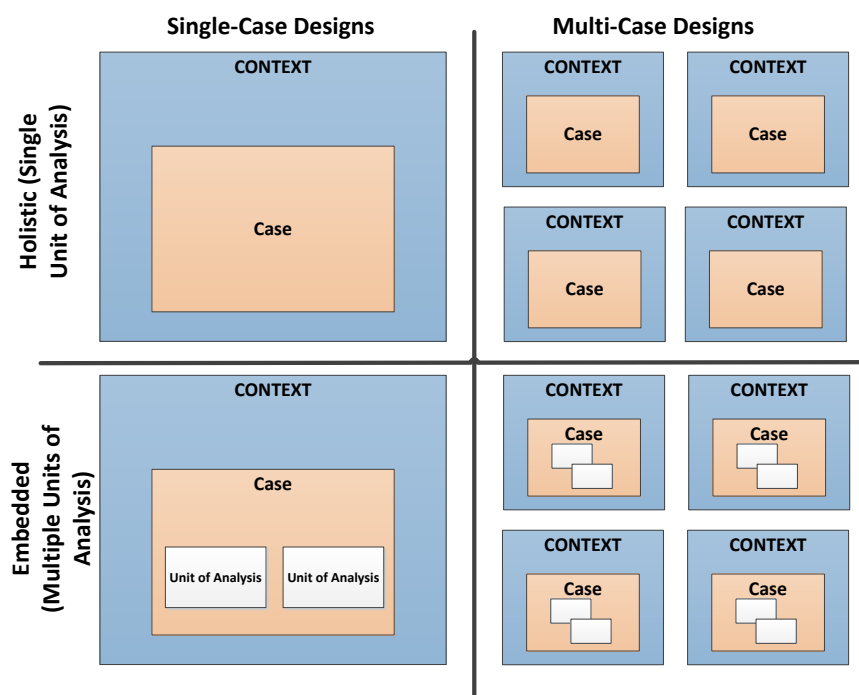 Single-Case Designs
Multi-Case Designs
Holistic (Single
Unit of Analysis)
CONTEXT
Case
CONTEXT
Case
CONTEXT
Case
CONTEXT
Case
CONTEXT
Case
Embedded
(Multiple Units of
Analysis)
CONTEXT
Case
Unit of Analysis
Unit of Analysis
CONTEXT
Case
CONTEXT
Case
CONTEXT
Case
CONTEXT
Case